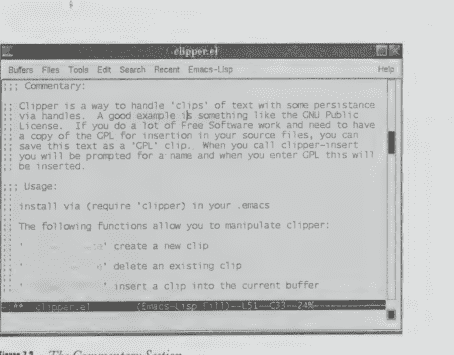 clipper.el
Buffers Files Tools Edit Search Recent Emacs-Lisp Help
;;; Commentary:
;; Clipper is a way to handle 'clips' of text with some persistance
;; via handles.  A good example is something like the GNU Public
;; License.  If you do a lot of Free Software work and need to have
;; a copy of the GPL for insertion in your source files, you can
;; save this text as a 'GPL' clip.  When you call clipper-insert
;; you will be prompted for a name and when you enter GPL this will
;; be inserted.
;;; Usage:
;; install via (require 'clipper) in your .emacs
;; The following functions allow you to manipulate clipper:
;; ' create a new clip
;; ' delete an existing clip
;; ' insert a clip into the current buffer
clipper.el (Emacs-Lisp Fill)--L51--C33--24%
The Commentary Section